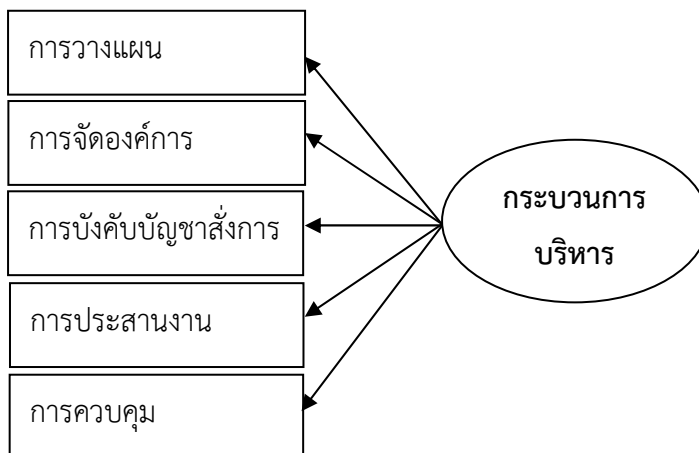 การวางแผน
การจัดองค์การ
การบังคับบัญชาสั่งการ
การประสานงาน
การควบคุม
กระบวนการ
บริหาร